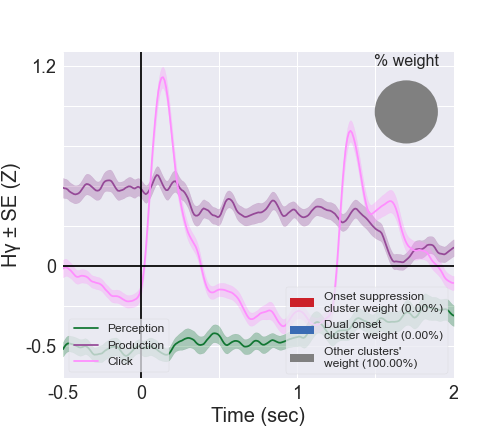 % weight
1.2
0
-0.5
Hγ ± SE (Z)
Perception
Production
Click
Onset suppression
cluster weight (0.00%)
Dual onset
cluster weight (0.00%)
Other clusters'
weight (100.00%)
-0.5
0
1
2
Time (sec)